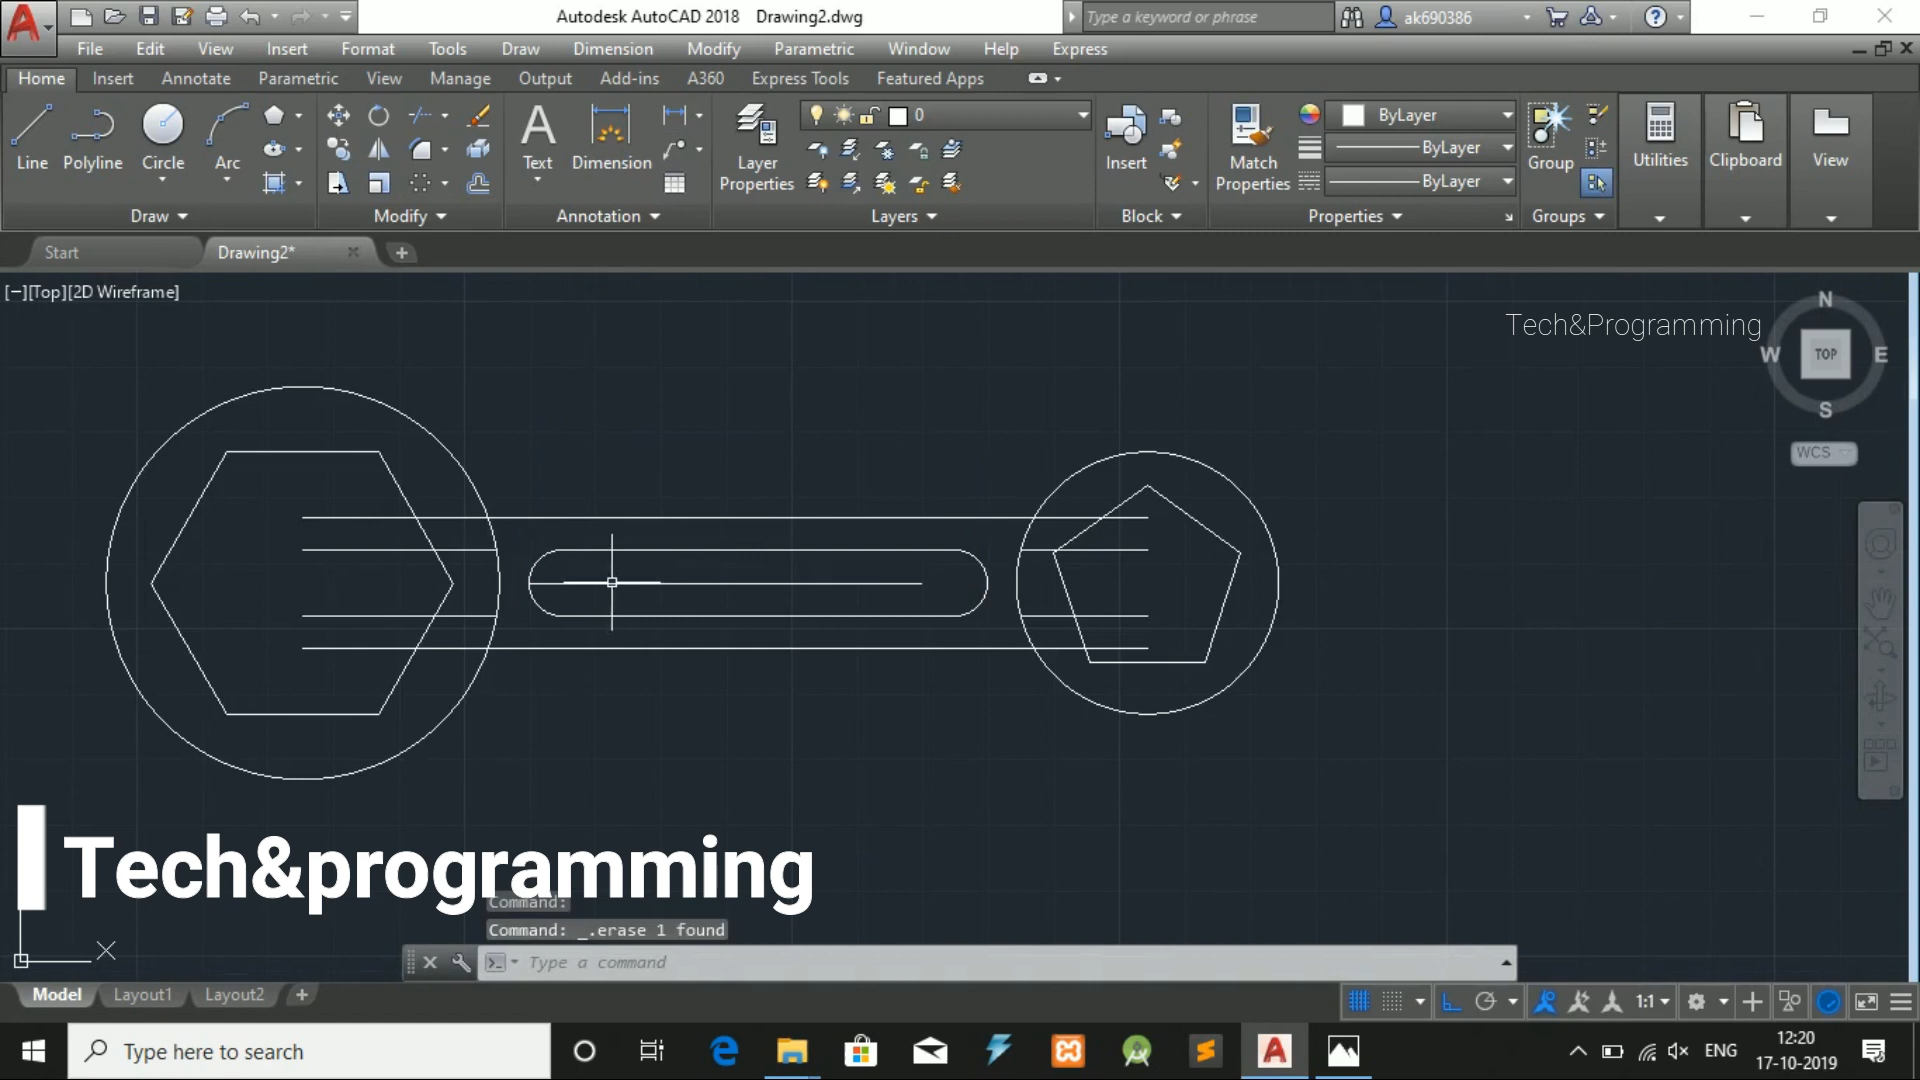 Autodesk AutoCAD 2018 Drawing2.dwg
Type a keyword or phrase
ak690386
File Edit View Insert Format Tools Draw Dimension Modify Parametric Window Help Express
Home Insert Annotate Parametric View Manage Output Add-ins A360 Express Tools Featured Apps
0
ByLayer
ByLayer
ByLayer
Line Polyline Circle Arc Text Dimension Layer Properties Insert Match Properties Group Utilities Clipboard View
Draw Modify Annotation Layers Block Properties Groups
Start Drawing2*
[−][Top][2D Wireframe]
Tech&Programming
N
W TOP E
S
WCS
Tech&programming
Command:
Command: _.erase 1 found
Type a command
Model Layout1 Layout2
1:1
Type here to search
ENG
12:20
17-10-2019